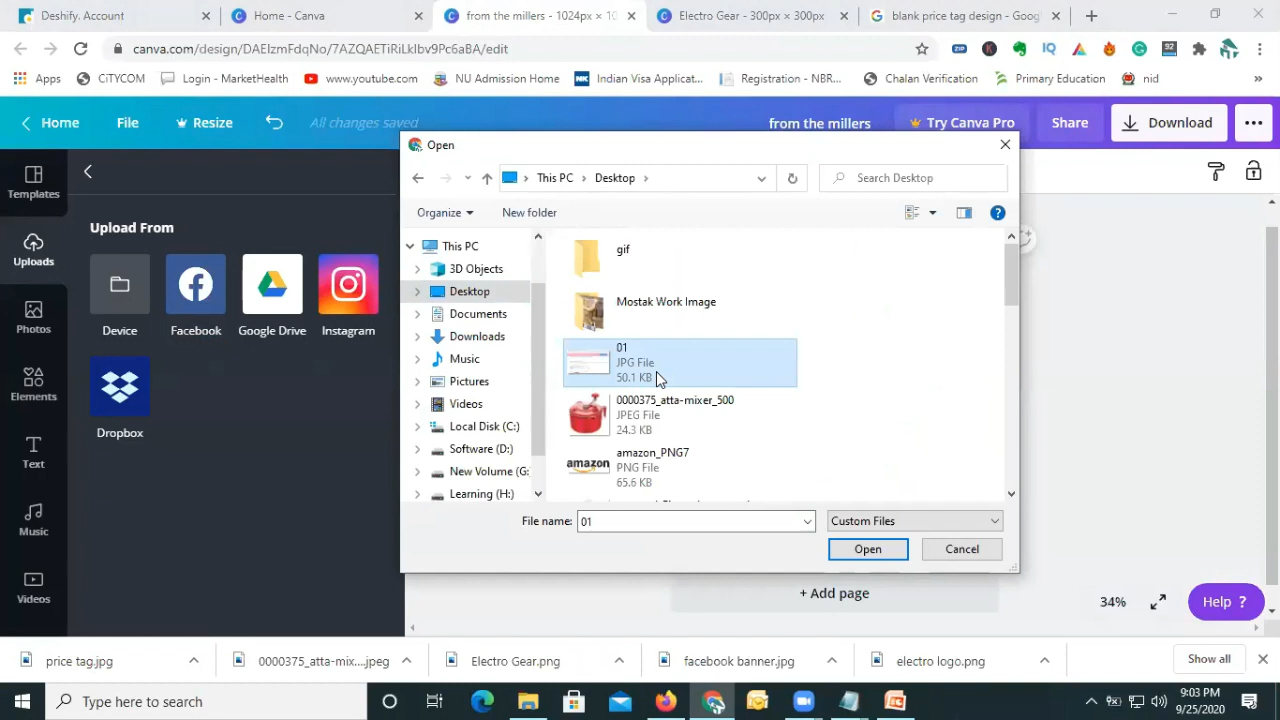 Deshify. Account
Home - Canva
from the millers - 1024px × 10
Electro Gear - 300px × 300px
blank price tag design - Goog
canva.com/design/DAEIzmFdqNo/7AZQAETiRiLkIbv9Pc6aBA/edit
Apps
CiTYCOM
Login - MarketHealth
www.youtube.com
NU Admission Home
Indian Visa Applicat...
Registration - NBR...
Chalan Verification
Primary Education
nid
»
Home
File
Resize
All changes saved
from the millers
Try Canva Pro
Share
Download
Templates
Uploads
Photos
Elements
Text
Music
Videos
Upload From
Device
Facebook
Google Drive
Instagram
Dropbox
Open
This PC
Desktop
Search Desktop
Organize
New folder
This PC
3D Objects
Desktop
Documents
Downloads
Music
Pictures
Videos
Local Disk (C:)
Software (D:)
New Volume (G:
Learning (H:)
gif
Mostak Work Image
01
JPG File
50.1 KB
0000375_atta-mixer_500
JPEG File
24.3 KB
amazon
amazon_PNG7
PNG File
65.6 KB
File name:
01
Custom Files
Open
Cancel
+ Add page
34%
Help ?
price tag.jpg
0000375_atta-mix....jpeg
Electro Gear.png
facebook banner.jpg
electro logo.png
Show all
Type here to search
9:03 PM
9/25/2020